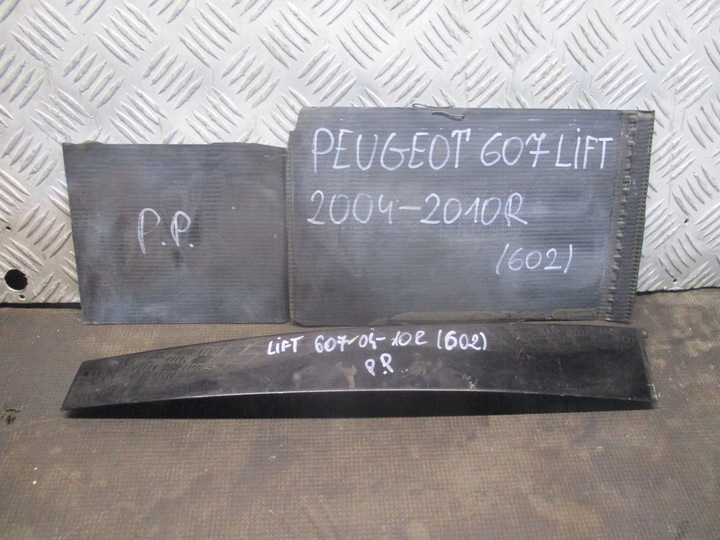 P.P.
PEUGEOT 607 LiFT
2004-2010R
(602)
LiFT 607 04-10R (602)
P.P